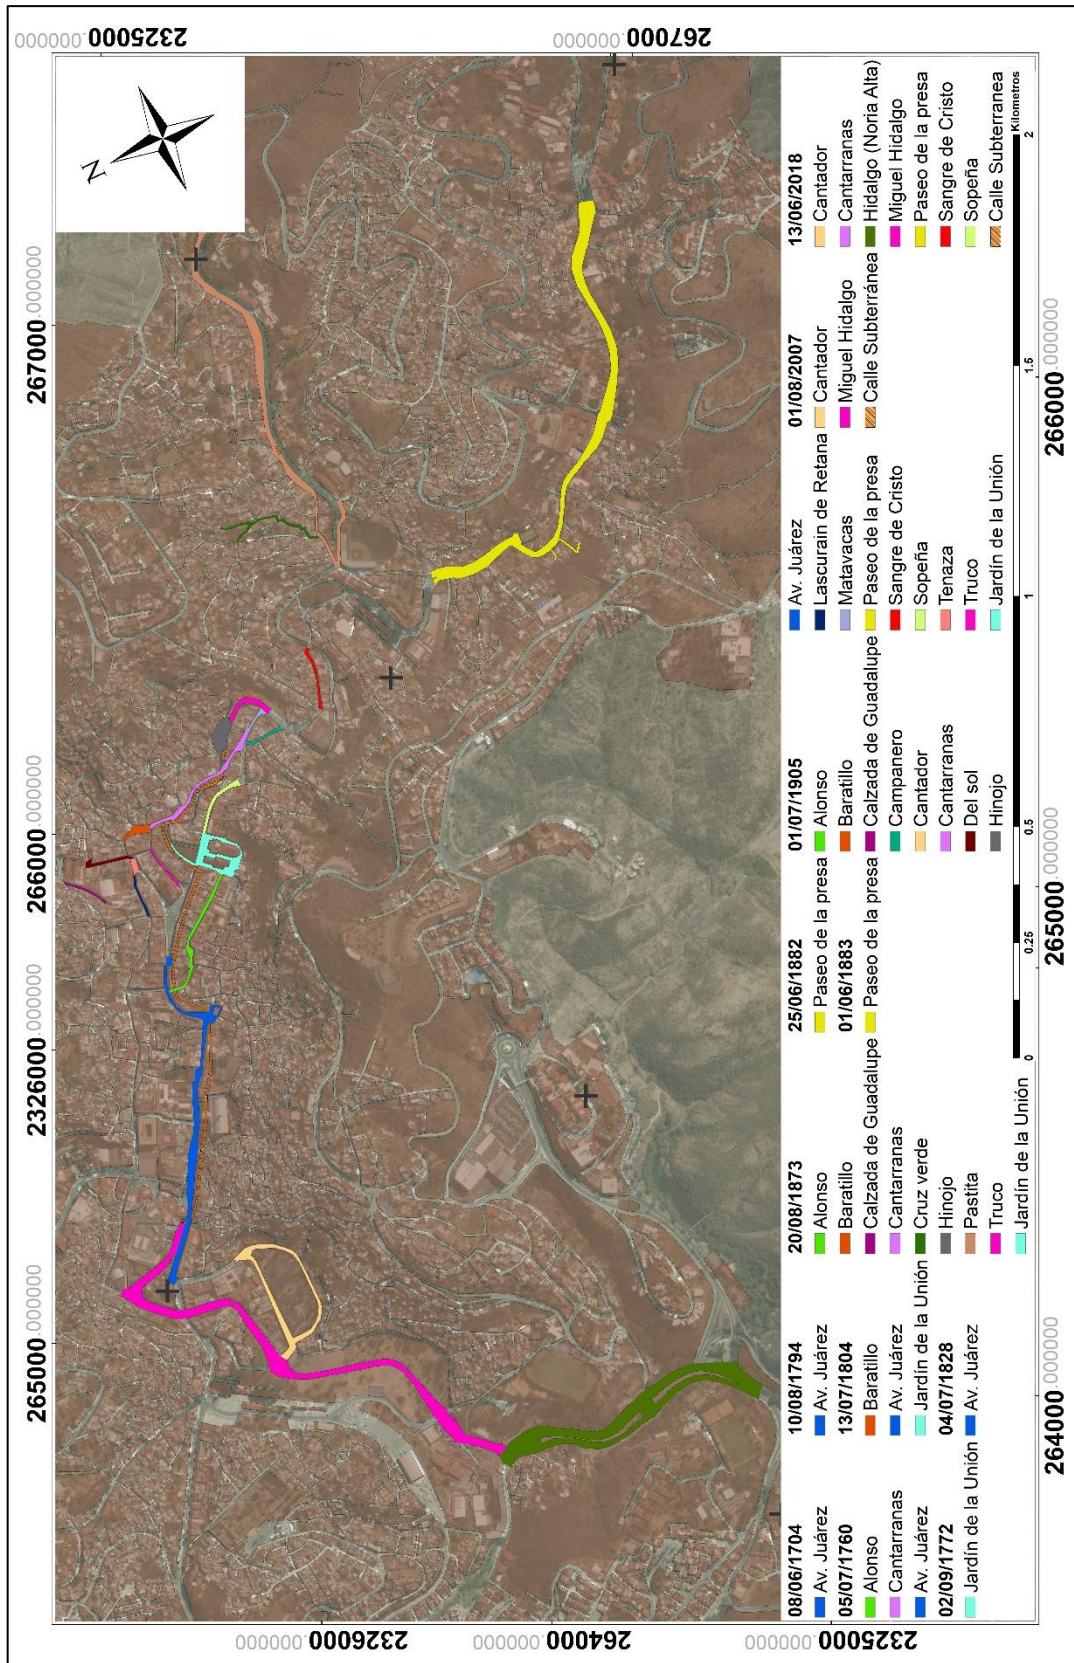 265000.000000
2326000.000000
266000.000000
267000.000000
2325000.000000
267000.000000
N
2326000.000000
264000.000000
2325000.000000
08/06/1704
Av. Juárez
05/07/1760
Alonso
Cantarranas
Av. Juárez
02/09/1772
Jardín de la Unión
10/08/1794
Av. Juárez
13/07/1804
Baratillo
Av. Juárez
Jardín de la Unión
04/07/1828
Av. Juárez
20/08/1873
Alonso
Baratillo
Calzada de Guadalupe
Cantarranas
Cruz verde
Hinojo
Pastita
Truco
Jardín de la Unión
25/06/1882
Paseo de la presa
01/06/1883
Paseo de la presa
01/07/1905
Alonso
Baratillo
Calzada de Guadalupe
Campanero
Cantador
Cantarranas
Del sol
Hinojo
Av. Juárez
Lascurain de Retana
Matavacas
Paseo de la presa
Sangre de Cristo
Sopeña
Tenaza
Truco
Jardín de la Unión
01/08/2007
Cantador
Miguel Hidalgo
Calle Subterránea
13/06/2018
Cantador
Cantarranas
Hidalgo (Noria Alta)
Miguel Hidalgo
Paseo de la presa
Sangre de Cristo
Sopeña
Calle Subterranea
0 0.25 0.5 1 1.5 2
Kilometros
264000.000000
265000.000000
266000.000000